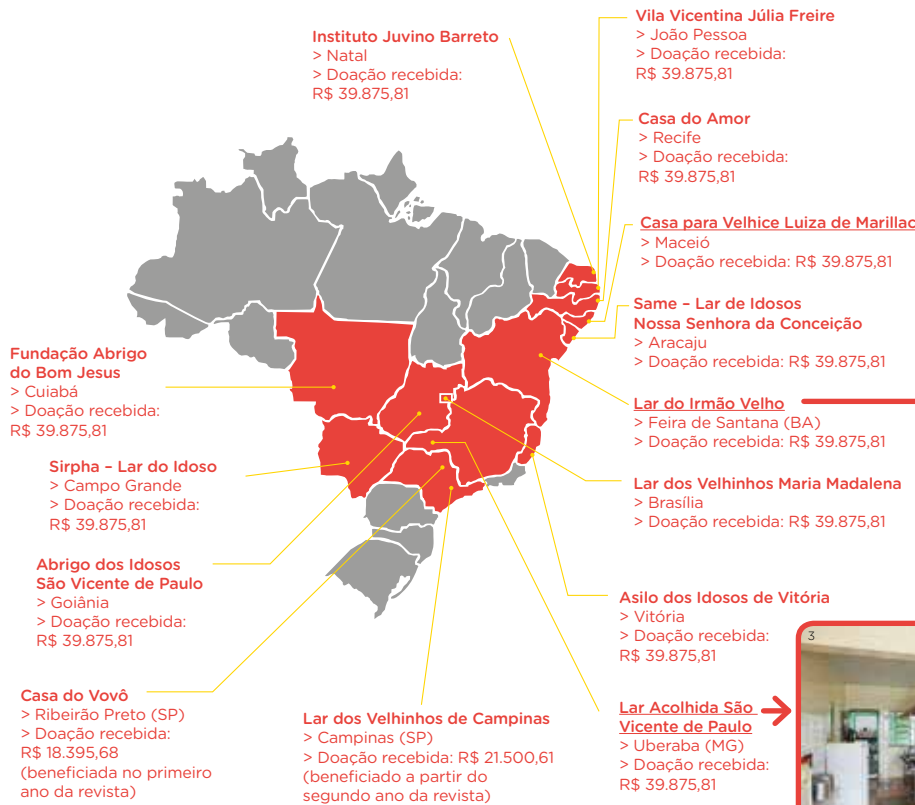 Instituto Juvino Barreto
> Natal
> Doação recebida:
R$ 39.875,81
Vila Vicentina Júlia Freire
> João Pessoa
> Doação recebida:
R$ 39.875,81
Casa do Amor
> Recife
> Doação recebida:
R$ 39.875,81
Casa para Velhice Luiza de Marillac
> Maceió
> Doação recebida: R$ 39.875,81
Same – Lar de Idosos
Nossa Senhora da Conceição
> Aracaju
> Doação recebida: R$ 39.875,81
Lar do Irmão Velho
> Feira de Santana (BA)
> Doação recebida: R$ 39.875,81
Lar dos Velhinhos Maria Madalena
> Brasília
> Doação recebida: R$ 39.875,81
Asilo dos Idosos de Vitória
> Vitória
> Doação recebida:
R$ 39.875,81
Lar Acolhida São
Vicente de Paulo
> Uberaba (MG)
> Doação recebida:
R$ 39.875,81
3
Fundação Abrigo
do Bom Jesus
> Cuiabá
> Doação recebida:
R$ 39.875,81
Sirpha – Lar do Idoso
> Campo Grande
> Doação recebida:
R$ 39.875,81
Abrigo dos Idosos
São Vicente de Paulo
> Goiânia
> Doação recebida:
R$ 39.875,81
Casa do Vovô
> Ribeirão Preto (SP)
> Doação recebida:
R$ 18.395,68
(beneficiada no primeiro
ano da revista)
Lar dos Velhinhos de Campinas
> Campinas (SP)
> Doação recebida: R$ 21.500,61
(beneficiado a partir do
segundo ano da revista)